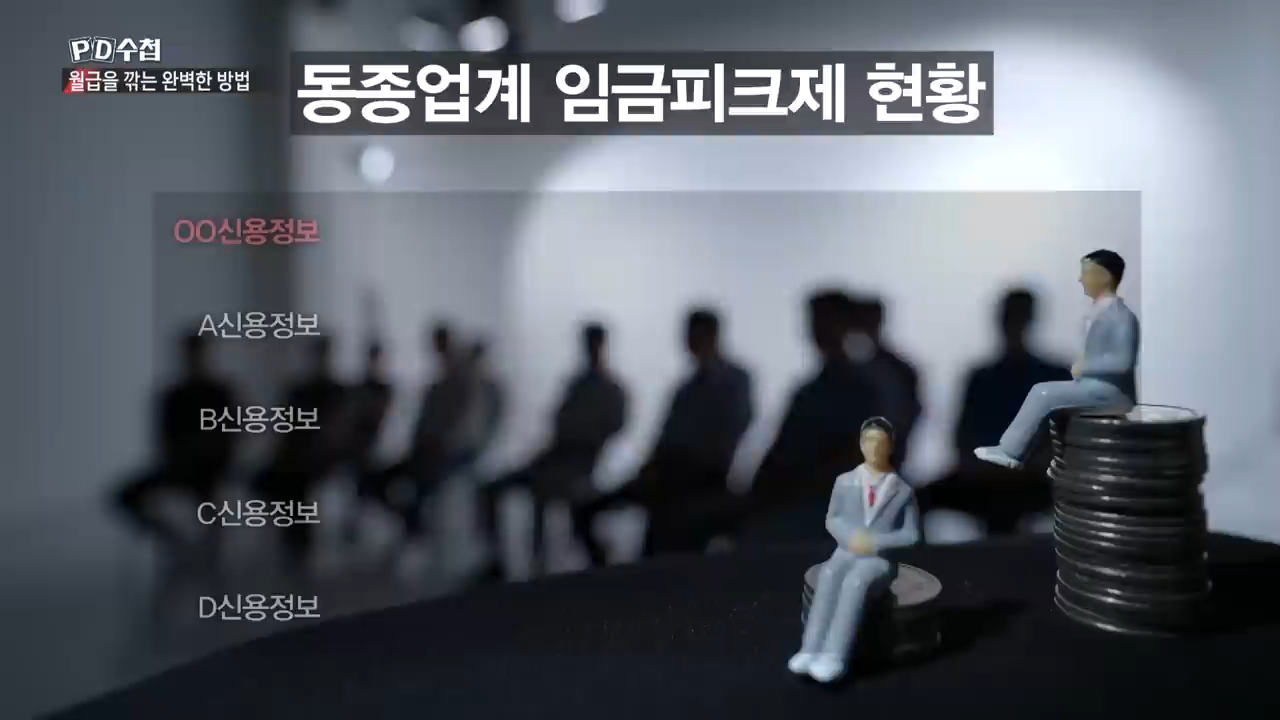 PD수첩
월급을 깎는 완벽한 방법
동종업계 임금피크제 현황
OO신용정보
A신용정보
B신용정보
C신용정보
D신용정보